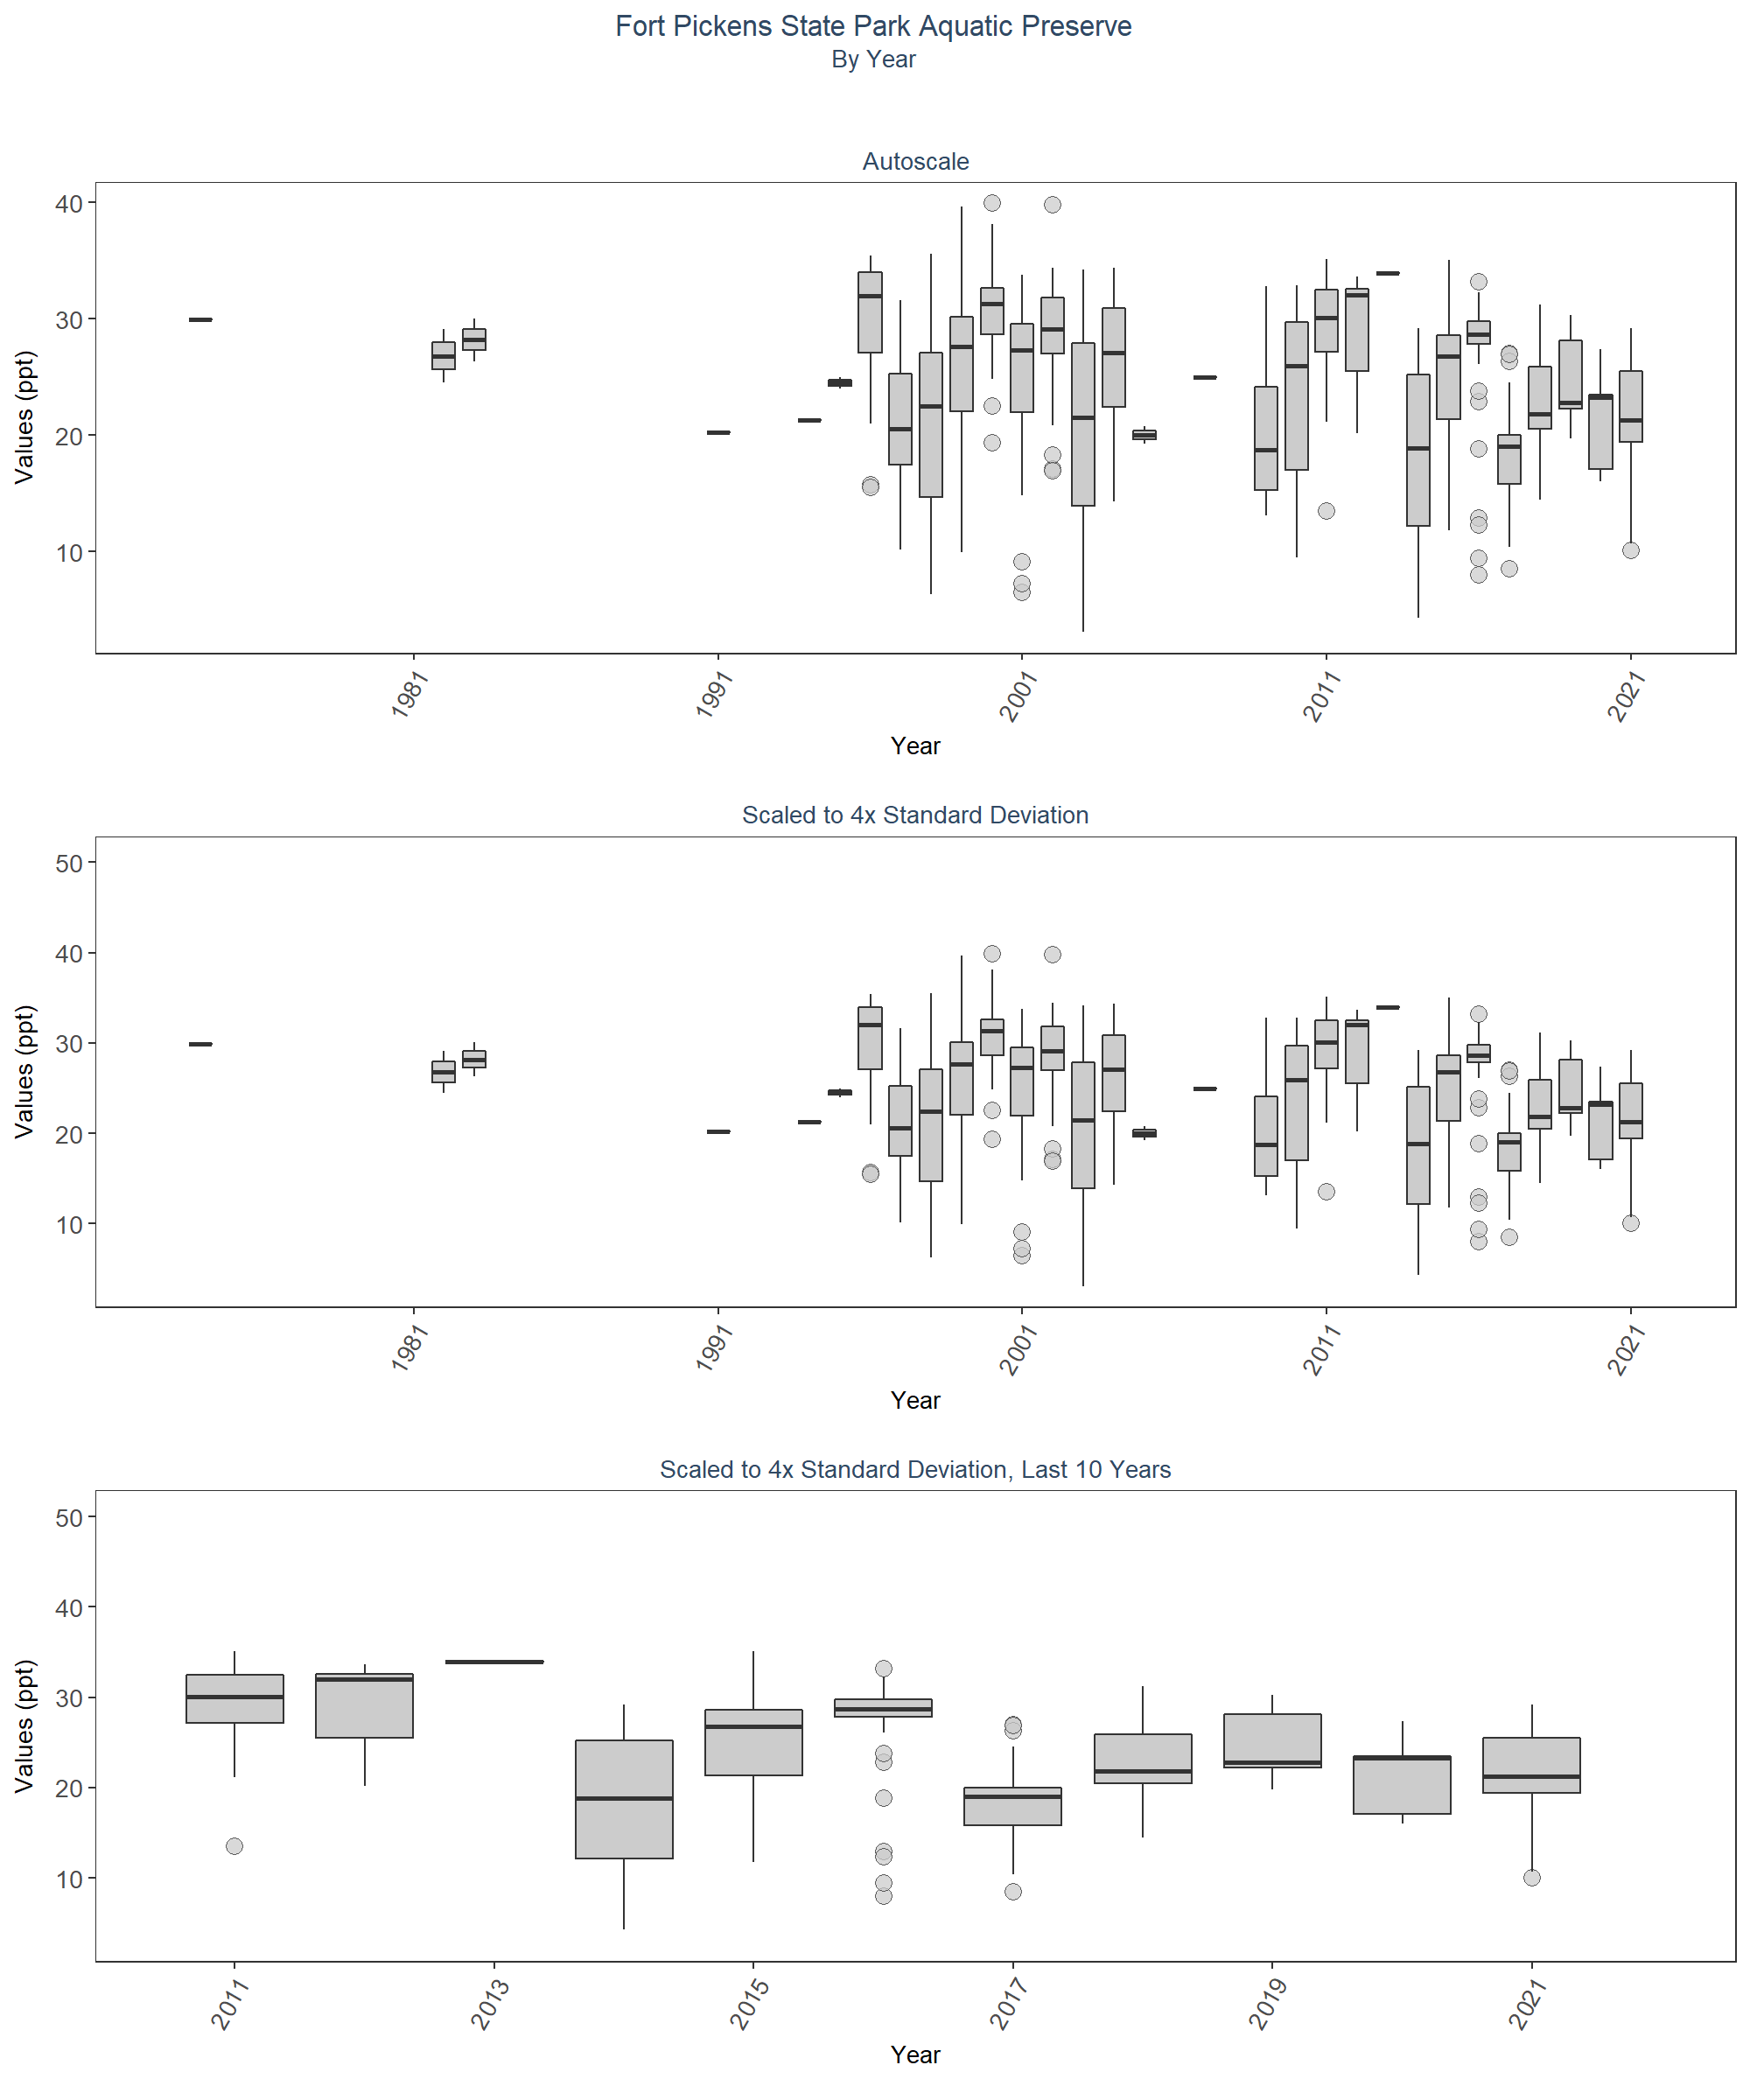 Fort Pickens State Park Aquatic Preserve
By Year
Autoscale
Values (ppt)
40
30
20
10
1981
1991
2001
2011
2021
Year
Scaled to 4x Standard Deviation
Values (ppt)
50
40
30
20
10
1981
1991
2001
2011
2021
Year
Scaled to 4x Standard Deviation, Last 10 Years
Values (ppt)
50
40
30
20
10
2011
2013
2015
2017
2019
2021
Year